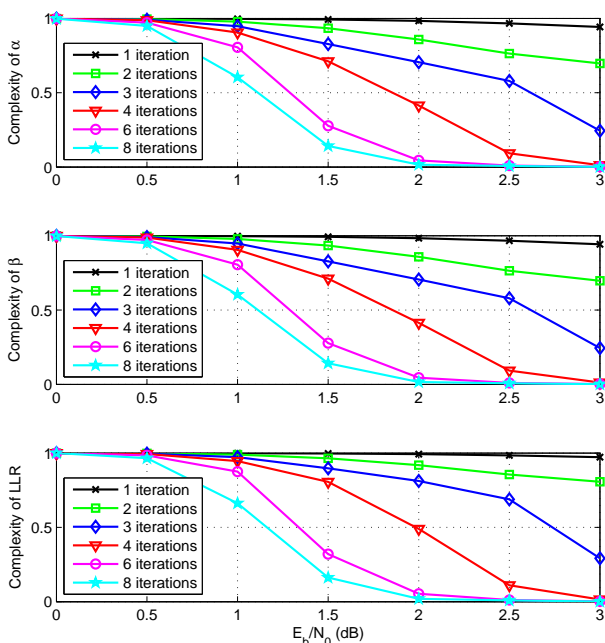 Complexity of α
1
0.5
0
1 iteration
2 iterations
3 iterations
4 iterations
6 iterations
8 iterations
0 0.5 1 1.5 2 2.5 3
Complexity of β
1
0.5
0
1 iteration
2 iterations
3 iterations
4 iterations
6 iterations
8 iterations
0 0.5 1 1.5 2 2.5 3
Complexity of LLR
1
0.5
0
1 iteration
2 iterations
3 iterations
4 iterations
6 iterations
8 iterations
0 0.5 1 1.5 2 2.5 3
E_b/N_0 (dB)